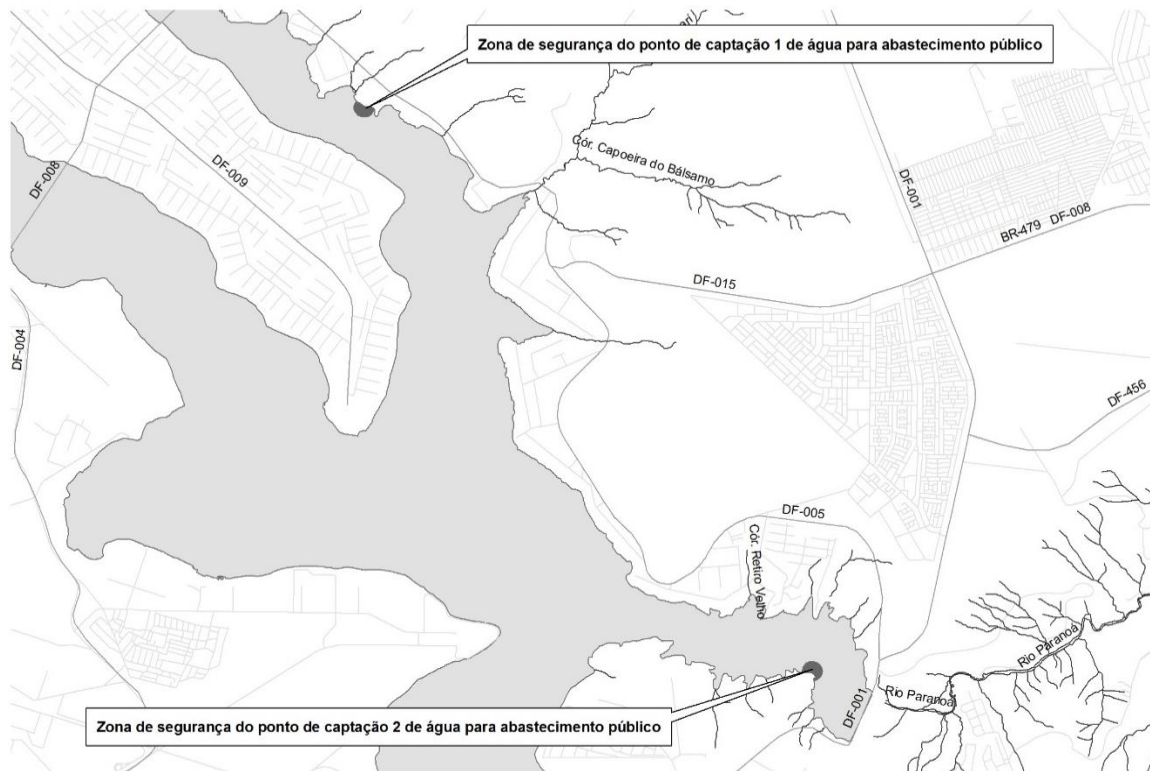 Zona de segurança do ponto de captação 1 de água para abastecimento público
DF-008
DF-009
Cór. Capoeira do Bálsamo
DF-001
BR-479 DF-008
DF-015
DF-004
DF-456
DF-005
Cór. Retiro Velho
Rio Paranoá
Rio Paranoá
DF-001
Zona de segurança do ponto de captação 2 de água para abastecimento público